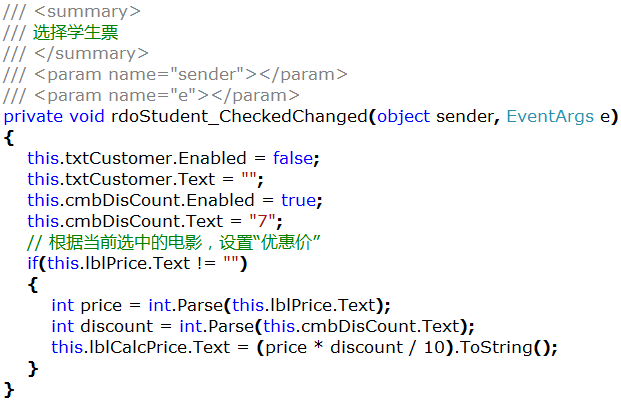 /// <summary>
/// 选择学生票
/// </summary>
/// <param name="sender"></param>
/// <param name="e"></param>
private void rdoStudent_CheckedChanged(object sender, EventArgs e)
{
this.txtCustomer.Enabled = false;
this.txtCustomer.Text = "";
this.cmbDisCount.Enabled = true;
this.cmbDisCount.Text = "7";
// 根据当前选中的电影，设置“优惠价”
if(this.lblPrice.Text != "")
{
int price = int.Parse(this.lblPrice.Text);
int discount = int.Parse(this.cmbDisCount.Text);
this.lblCalcPrice.Text = (price * discount / 10).ToString();
}
}